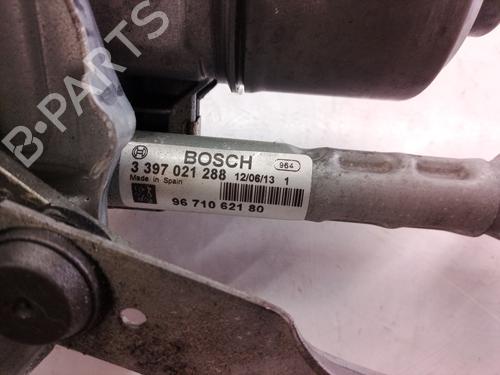 B-PARTS
BOSCH
964
3 397 021 288 12/06/13 1
Made in Spain
96 710 621 80